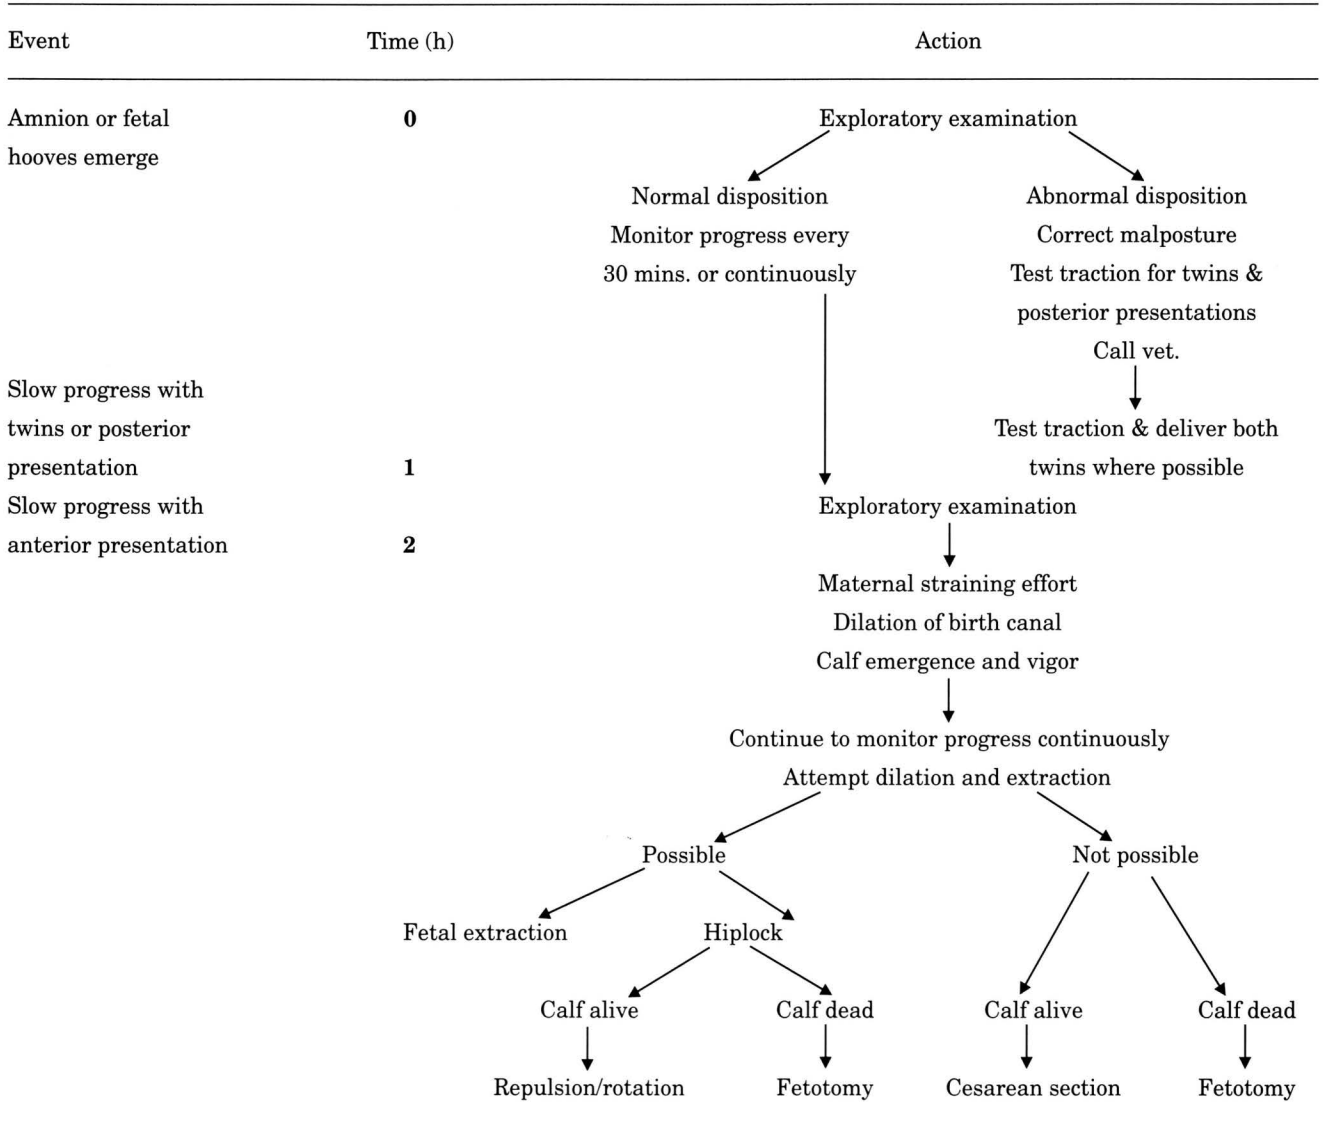 Event Time (h) Action
Amnion or fetal 0 Exploratory examination
hooves emerge
Normal disposition Abnormal disposition
Monitor progress every Correct malposture
30 mins. or continuously Test traction for twins &
posterior presentations
Call vet.
Slow progress with
twins or posterior Test traction & deliver both
presentation 1 twins where possible
Slow progress with Exploratory examination
anterior presentation 2
Maternal straining effort
Dilation of birth canal
Calf emergence and vigor
Continue to monitor progress continuously
Attempt dilation and extraction
Possible Not possible
Fetal extraction Hiplock
Calf alive Calf dead Calf alive Calf dead
Repulsion/rotation Fetotomy Cesarean section Fetotomy